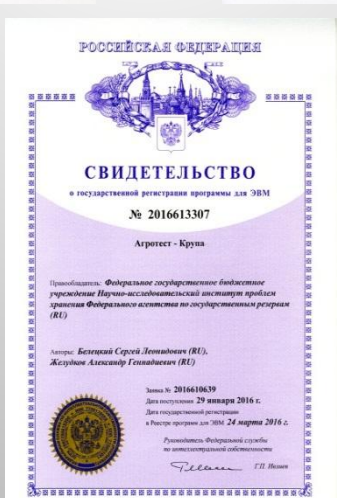 РОССИЙСКАЯ ФЕДЕРАЦИЯ
СВИДЕТЕЛЬСТВО
о государственной регистрации программы для ЭВМ
№ 2016613307
Агротест - Крупа
Правообладатель: Федеральное государственное бюджетное
учреждение Научно-исследовательский институт проблем
хранения Федерального агентства по государственным резервам
(RU)
Авторы: Белецкий Сергей Леонидович (RU),
Желудков Александр Геннадиевич (RU)
Заявка № 2016610639
Дата поступления 29 января 2016 г.
Дата государственной регистрации
в Реестре программ для ЭВМ 24 марта 2016 г.
Руководитель Федеральной службы
по интеллектуальной собственности
Г.П. Ивлиев